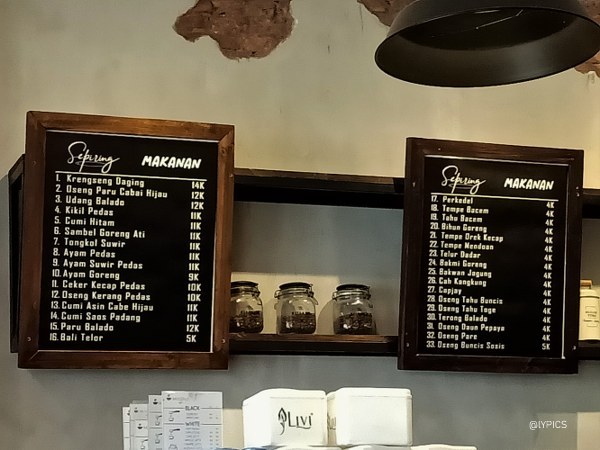 Sepiring MAKANAN
1. Krengseng Daging 14K
2. Oseng Paru Cabai Hijau 12K
3. Udang Balado 12K
4. Kikil Pedas 11K
5. Cumi Hitam 11K
6. Sambel Goreng Ati 11K
7. Tongkol Suwir 11K
8. Ayam Pedas 11K
9. Ayam Suwir Pedas 11K
10. Ayam Goreng 9K
11. Ceker Kecap Pedas 10K
12. Oseng Kerang Pedas 10K
13. Cumi Asin Cabe Hijau 11K
14. Cumi Saos Padang 11K
15. Paru Balado 12K
16. Bali Telor 5K
Sepiring MAKANAN
17. Perkedel 4K
18. Tempe Bacem 4K
19. Tahu Bacem 4K
20. Bihun Goreng 4K
21. Tempe Orek Kecap 4K
22. Tempe Menduan 4K
23. Telur Dadar 4K
24. Bakmi Goreng 4K
25. Bakwan Jagung 4K
26. Cah Kangkung 4K
27. Capjay 4K
28. Oseng Tahu Buncis 4K
29. Oseng Tahu Toge 4K
30. Terong Balado 4K
31. Oseng Daun Pepaya 4K
32. Oseng Pare 4K
33. Oseng Buncis Sosis 5K
BLACK
WHITE
LIVI
@IYPICS